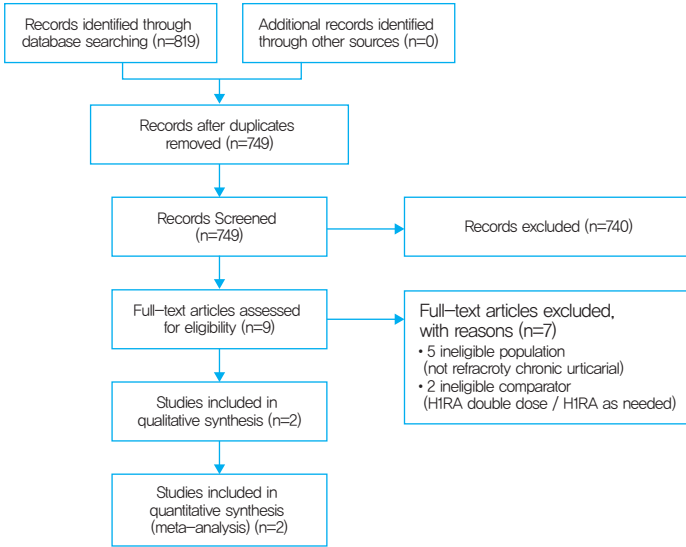 Records identified through
database searching (n=819)
Additional records identified
through other sources (n=0)
Records after duplicates
removed (n=749)
Records Screened
(n=749)
Records excluded (n=740)
Full-text articles assessed
for eligibility (n=9)
Full-text articles excluded,
with reasons (n=7)
• 5 ineligible population
(not refracroty chronic urticarial)
• 2 ineligible comparator
(H1RA double dose / H1RA as needed)
Studies included in
qualitative synthesis (n=2)
Studies included in
quantitative synthesis
(meta-analysis) (n=2)